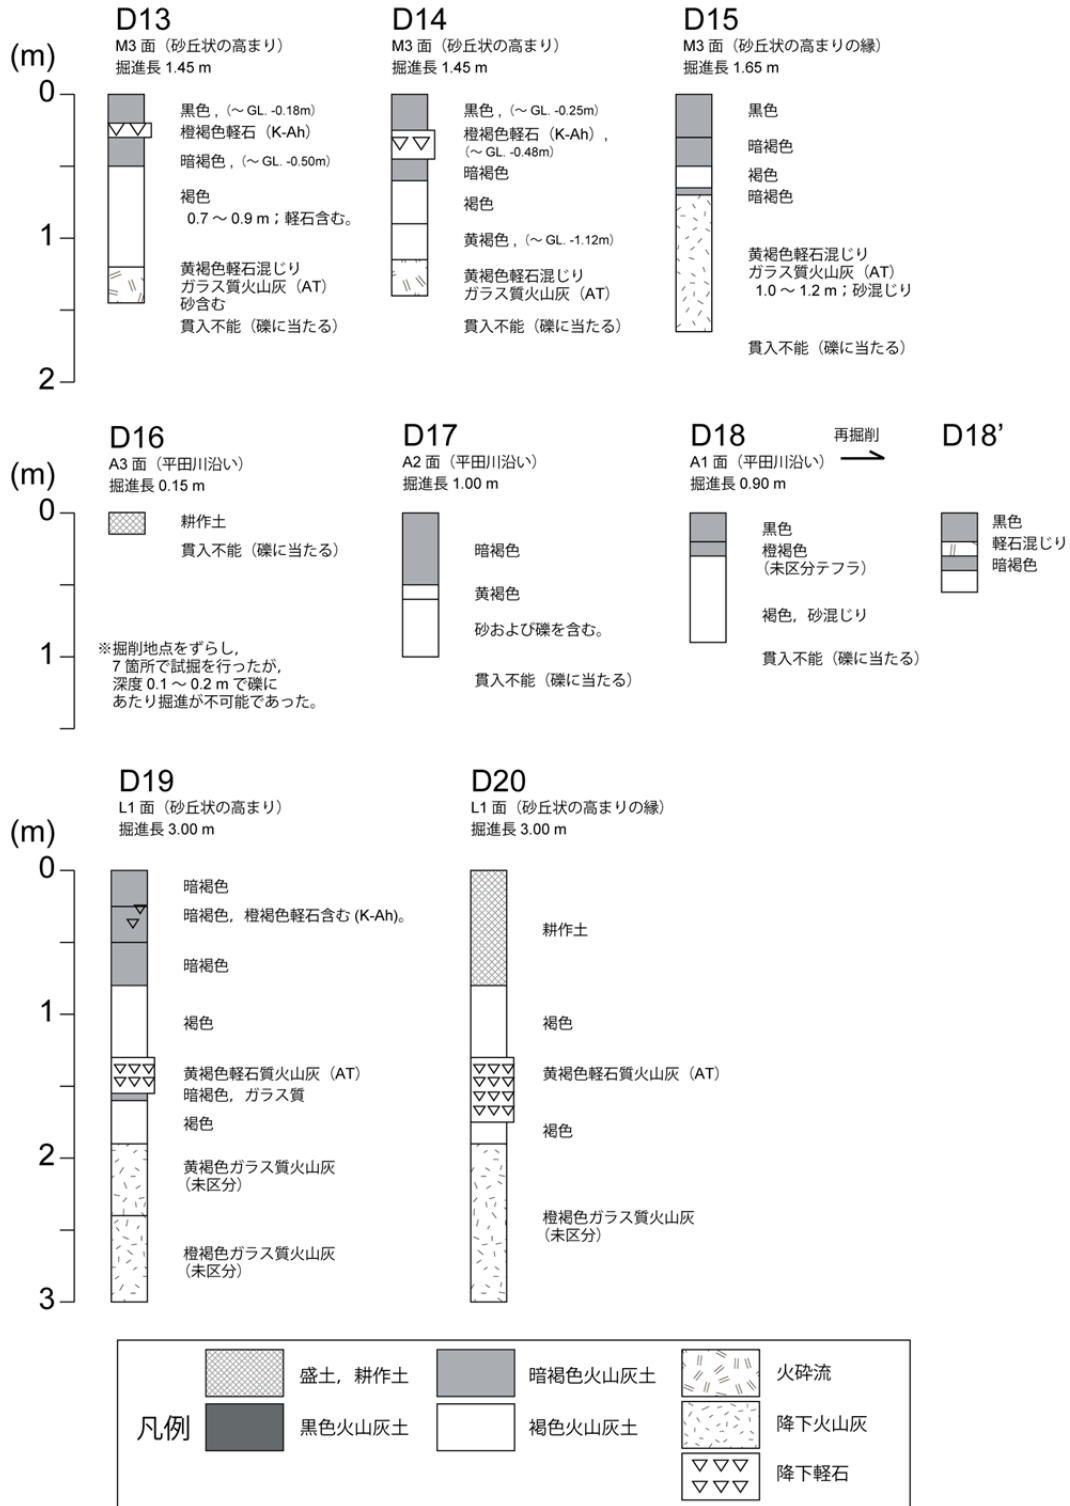 D13
M3 面（砂丘状の高まり）
掘進長 1.45 m
(m)
0
1
2
黒色，（～ GL. -0.18m）
橙褐色軽石（K-Ah）
暗褐色，（～ GL. -0.50m）
褐色
0.7 ～ 0.9 m；軽石含む。
黄褐色軽石混じり
ガラス質火山灰（AT）
砂含む
貫入不能（礫に当たる）
D14
M3 面（砂丘状の高まり）
掘進長 1.45 m
黒色，（～ GL. -0.25m）
橙褐色軽石（K-Ah），
（～ GL. -0.48m）
暗褐色
褐色
黄褐色，（～ GL. -1.12m）
黄褐色軽石混じり
ガラス質火山灰（AT）
貫入不能（礫に当たる）
D15
M3 面（砂丘状の高まりの縁）
掘進長 1.65 m
黒色
暗褐色
褐色
暗褐色
黄褐色軽石混じり
ガラス質火山灰（AT）
1.0 ～ 1.2 m；砂混じり
貫入不能（礫に当たる）
D16
A3 面（平田川沿い）
掘進長 0.15 m
(m)
0
1
耕作土
貫入不能（礫に当たる）
※掘削地点をずらし，
7 箇所で試掘を行ったが，
深度 0.1 ～ 0.2 m で礫に
あたり掘進が不可能であった。
D17
A2 面（平田川沿い）
掘進長 1.00 m
暗褐色
黄褐色
砂および礫を含む。
貫入不能（礫に当たる）
D18
A1 面（平田川沿い）
掘進長 0.90 m
黒色
橙褐色
（未区分テフラ）
褐色，砂混じり
貫入不能（礫に当たる）
再掘削
D18’
黒色
軽石混じり
暗褐色
D19
L1 面（砂丘状の高まり）
掘進長 3.00 m
(m)
0
1
2
3
暗褐色
暗褐色，橙褐色軽石含む (K-Ah)。
暗褐色
褐色
黄褐色軽石質火山灰（AT）
暗褐色，ガラス質
褐色
黄褐色ガラス質火山灰
（未区分）
橙褐色ガラス質火山灰
（未区分）
D20
L1 面（砂丘状の高まりの縁）
掘進長 3.00 m
耕作土
褐色
黄褐色軽石質火山灰（AT）
褐色
橙褐色ガラス質火山灰
（未区分）
凡例
盛土，耕作土
黒色火山灰土
暗褐色火山灰土
褐色火山灰土
火砕流
降下火山灰
降下軽石